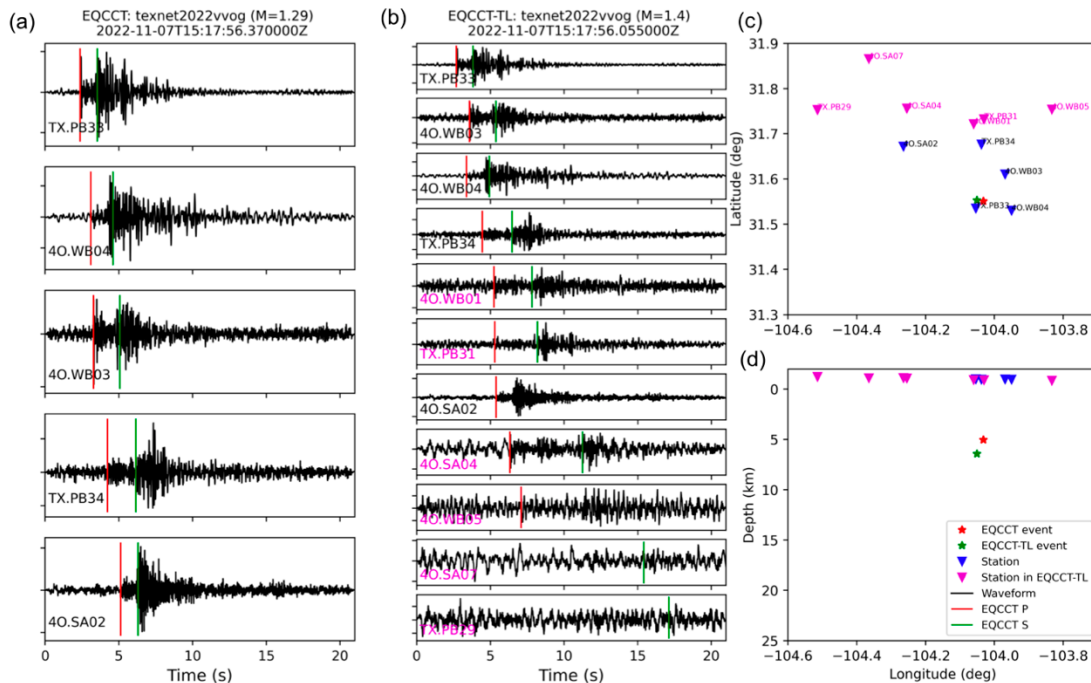 (a)
EQCCT: texnet2022vvog (M=1.29)
2022-11-07T15:17:56.370000Z
TX.PB33
4O.WB04
4O.WB03
TX.PB34
4O.SA02
0 5 10 15 20
Time (s)
(b)
EQCCT-TL: texnet2022vvog (M=1.4)
2022-11-07T15:17:56.055000Z
TX.PB33
4O.WB03
4O.WB04
TX.PB34
4O.WB01
TX.PB31
4O.SA02
4O.SA04
4O.WB05
4O.SA07
TX.PB29
0 5 10 15 20
Time (s)
(c)
31.9
31.8
31.7
31.6
31.5
31.4
31.3
Latitude (deg)
4O.SA07
TX.PB29
4O.SA04
TX.PB31
4O.WB01
4O.WB05
4O.SA02
TX.PB34
4O.WB03
TX.PB33
4O.WB04
−104.6 −104.4 −104.2 −104.0 −103.8
(d)
0
5
10
15
20
25
Depth (km)
EQCCT event
EQCCT-TL event
Station
Station in EQCCT-TL
Waveform
EQCCT P
EQCCT S
−104.6 −104.4 −104.2 −104.0 −103.8
Longitude (deg)